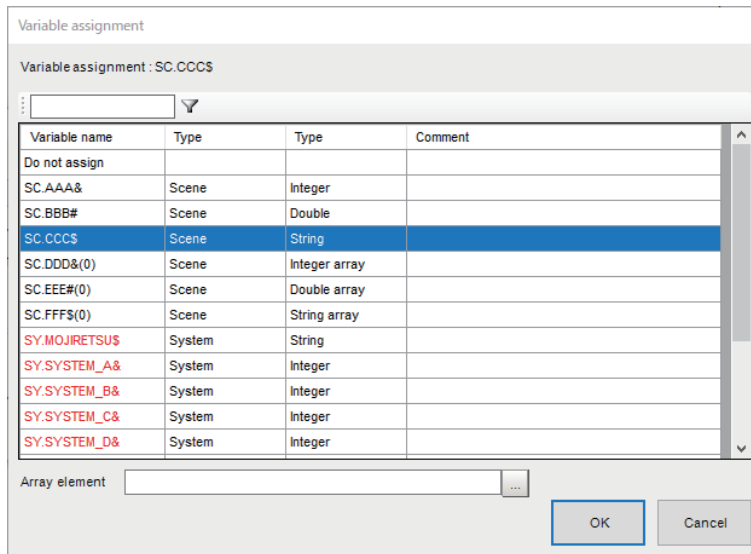 Variable assignment
Variable assignment : SC.CCC$
Variable name Type Type Comment
Do not assign
SC.AAA& Scene Integer
SC.BBB# Scene Double
SC.CCC$ Scene String
SC.DDD&(0) Scene Integer array
SC.EEE#(0) Scene Double array
SC.FFF$(0) Scene String array
SY.MOJIRETSU$ System String
SY.SYSTEM_A& System Integer
SY.SYSTEM_B& System Integer
SY.SYSTEM_C& System Integer
SY.SYSTEM_D& System Integer
Array element ...
OK Cancel